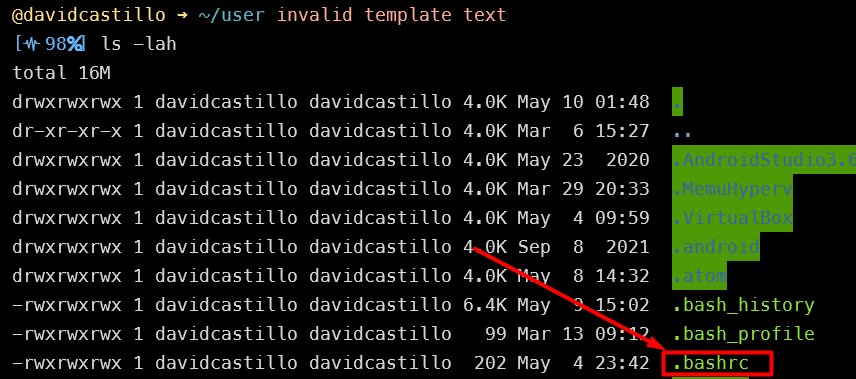 @davidcastillo → ~/user invalid template text
[98%] ls -lah
total 16M
drwxrwxrwx 1 davidcastillo davidcastillo 4.0K May 10 01:48 .
dr-xr-xr-x 1 davidcastillo davidcastillo 4.0K Mar  6 15:27 ..
drwxrwxrwx 1 davidcastillo davidcastillo 4.0K May 23  2020 .AndroidStudio3.6
drwxrwxrwx 1 davidcastillo davidcastillo 4.0K Mar 29 20:33 .MemuHyperv
drwxrwxrwx 1 davidcastillo davidcastillo 4.0K May  4 09:59 .VirtualBox
drwxrwxrwx 1 davidcastillo davidcastillo 4.0K Sep  8  2021 .android
drwxrwxrwx 1 davidcastillo davidcastillo 4.0K May  8 14:32 .atom
-rwxrwxrwx 1 davidcastillo davidcastillo 6.4K May  9 15:02 .bash_history
-rwxrwxrwx 1 davidcastillo davidcastillo   99 Mar 13 09:12 .bash_profile
-rwxrwxrwx 1 davidcastillo davidcastillo  202 May  4 23:42 .bashrc